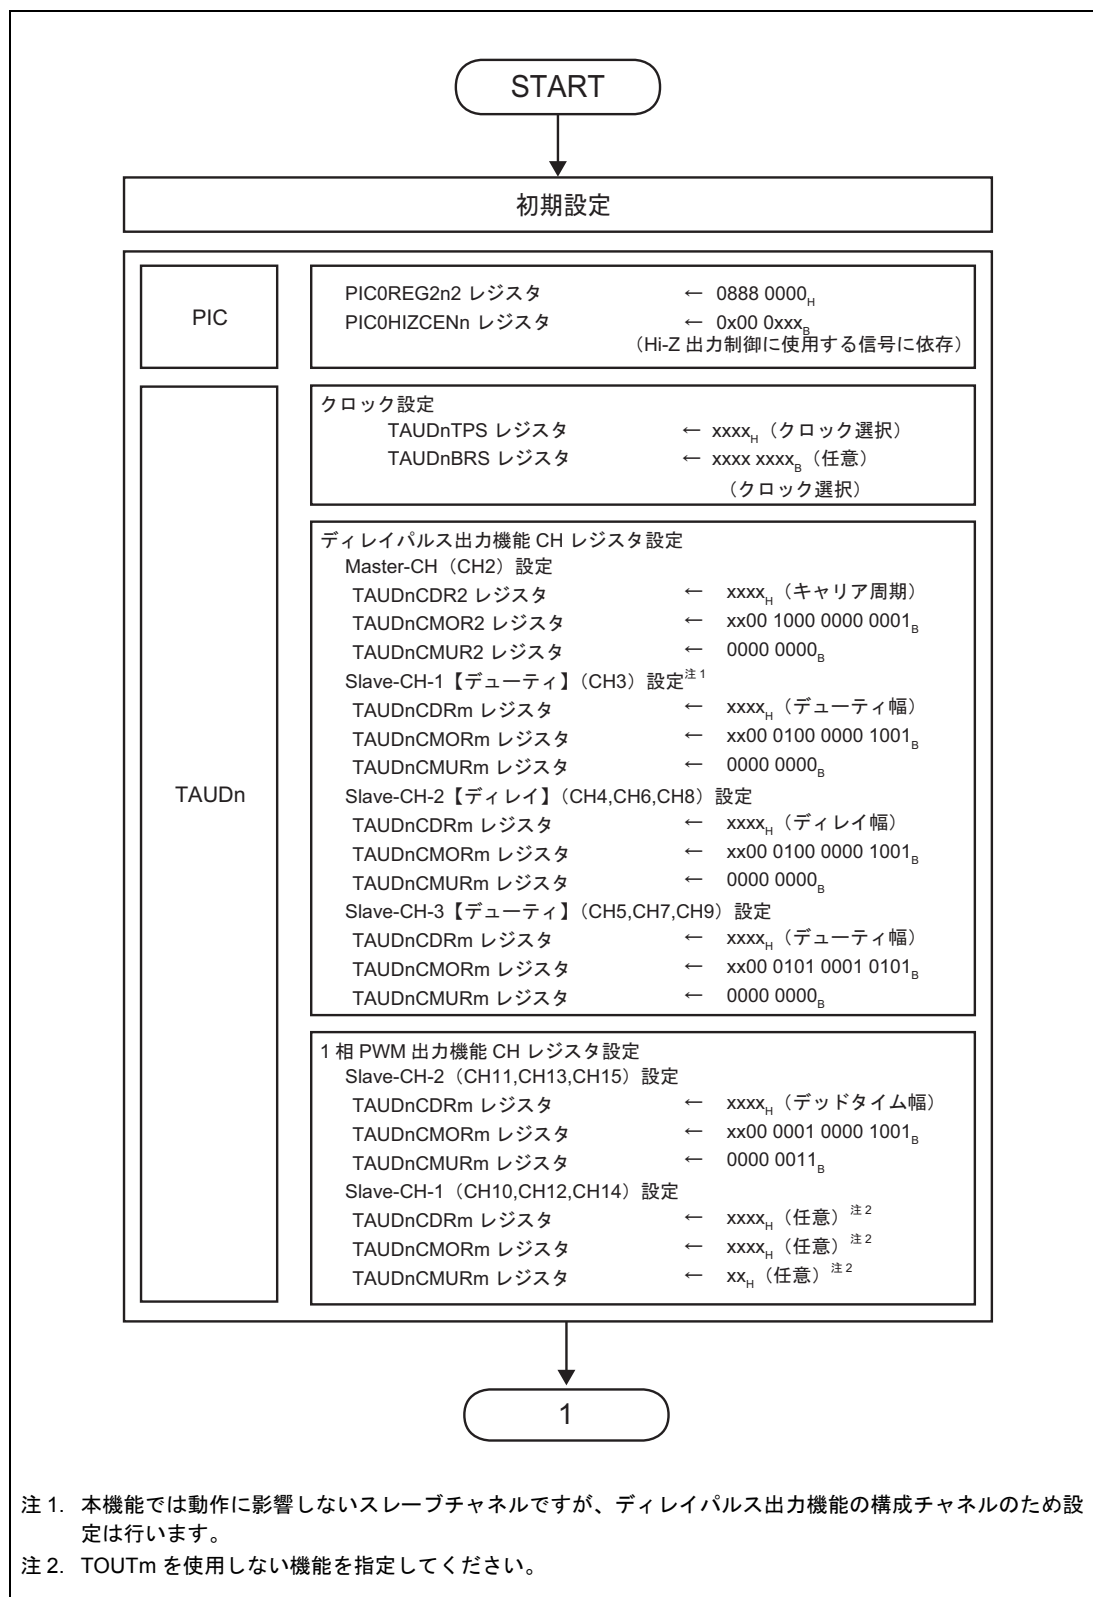 START
初期設定
PIC
PIC0REG2n2 レジスタ ← 0888 0000H
PIC0HIZCENn レジスタ ← 0x00 0xxxB
（Hi-Z 出力制御に使用する信号に依存）
TAUDn
クロック設定
TAUDnTPS レジスタ ← xxxxH（クロック選択）
TAUDnBRS レジスタ ← xxxx xxxxB（任意）
（クロック選択）
ディレイパルス出力機能 CH レジスタ設定
Master-CH（CH2）設定
TAUDnCDR2 レジスタ ← xxxxH（キャリア周期）
TAUDnCMOR2 レジスタ ← xx00 1000 0000 0001B
TAUDnCMUR2 レジスタ ← 0000 0000B
Slave-CH-1【デューティ】（CH3）設定注1
TAUDnCDRm レジスタ ← xxxxH（デューティ幅）
TAUDnCMORm レジスタ ← xx00 0100 0000 1001B
TAUDnCMURm レジスタ ← 0000 0000B
Slave-CH-2【ディレイ】（CH4,CH6,CH8）設定
TAUDnCDRm レジスタ ← xxxxH（ディレイ幅）
TAUDnCMORm レジスタ ← xx00 0100 0000 1001B
TAUDnCMURm レジスタ ← 0000 0000B
Slave-CH-3【デューティ】（CH5,CH7,CH9）設定
TAUDnCDRm レジスタ ← xxxxH（デューティ幅）
TAUDnCMORm レジスタ ← xx00 0101 0001 0101B
TAUDnCMURm レジスタ ← 0000 0000B
1 相 PWM 出力機能 CH レジスタ設定
Slave-CH-2（CH11,CH13,CH15）設定
TAUDnCDRm レジスタ ← xxxxH（デッドタイム幅）
TAUDnCMORm レジスタ ← xx00 0001 0000 1001B
TAUDnCMURm レジスタ ← 0000 0011B
Slave-CH-1（CH10,CH12,CH14）設定
TAUDnCDRm レジスタ ← xxxxH（任意）注2
TAUDnCMORm レジスタ ← xxxxH（任意）注2
TAUDnCMURm レジスタ ← xxH（任意）注2
1
注 1. 本機能では動作に影響しないスレーブチャネルですが、ディレイパルス出力機能の構成チャネルのため設
定は行います。
注 2. TOUTm を使用しない機能を指定してください。